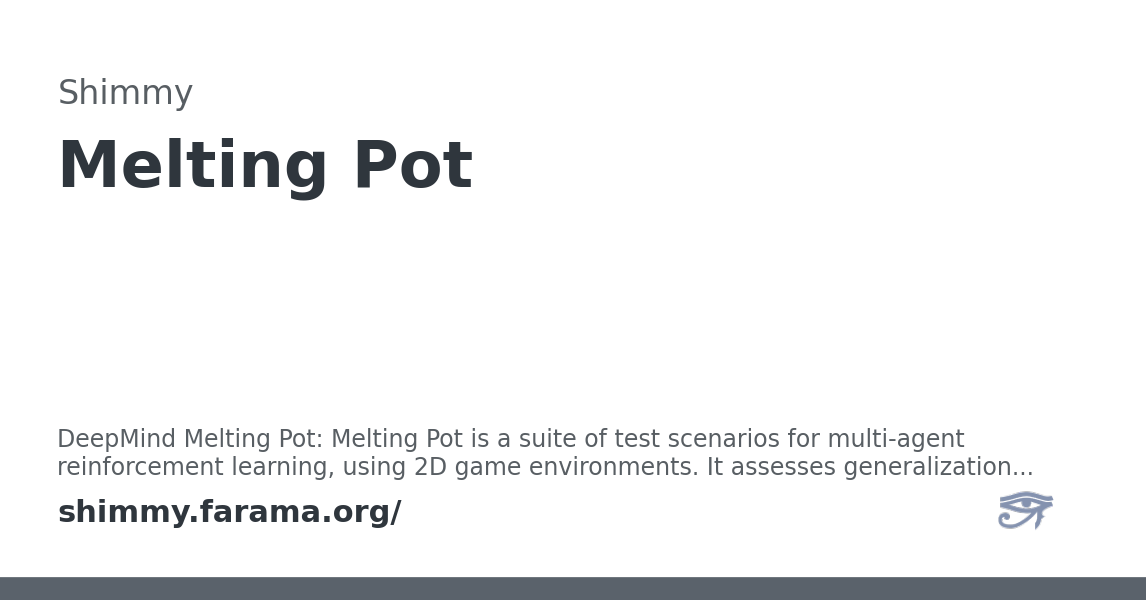 Shimmy
Melting Pot
DeepMind Melting Pot: Melting Pot is a suite of test scenarios for multi-agent
reinforcement learning, using 2D game environments. It assesses generalization...
shimmy.farama.org/